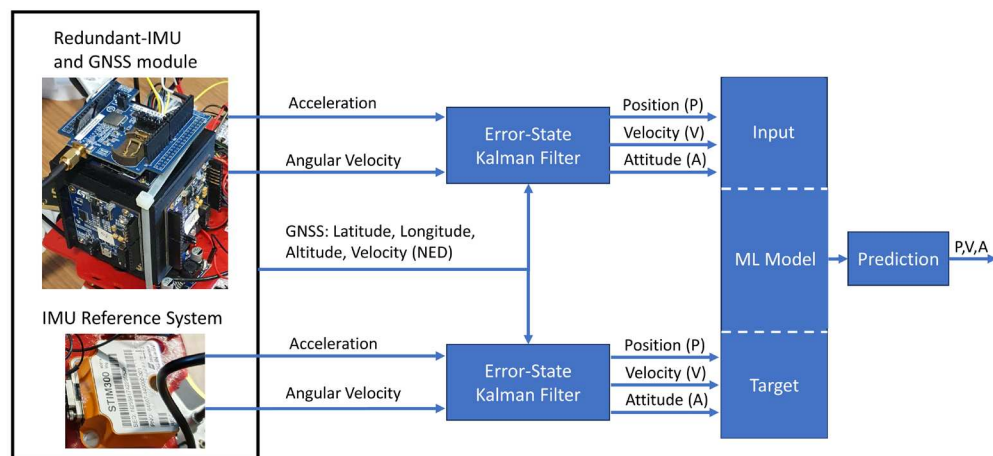 Redundant-IMU
and GNSS module
Acceleration
Angular Velocity
Error-State
Kalman Filter
Position (P)
Velocity (V)
Attitude (A)
Input
GNSS: Latitude, Longitude,
Altitude, Velocity (NED)
ML Model
Prediction
P,V,A
IMU Reference System
STIM300
Acceleration
Angular Velocity
Error-State
Kalman Filter
Position (P)
Velocity (V)
Attitude (A)
Target